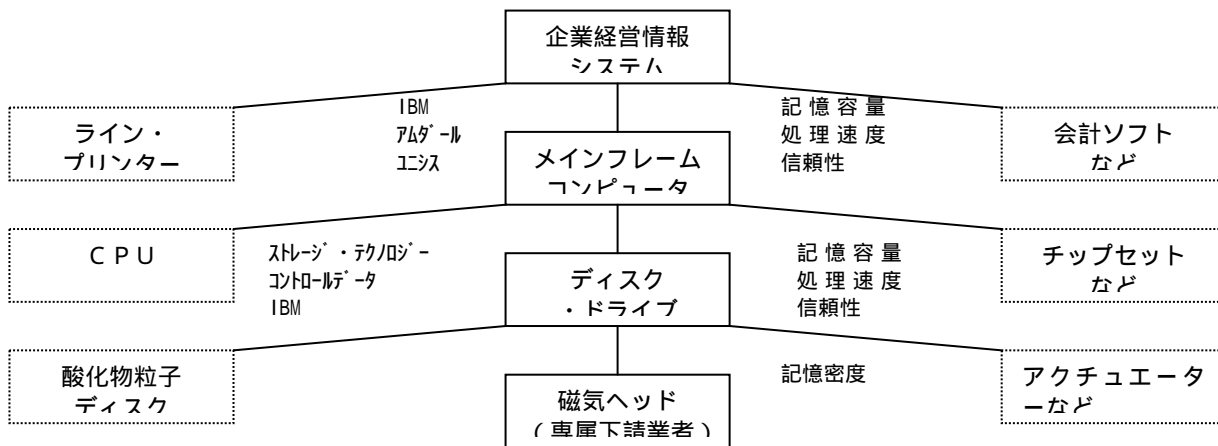 企業経営情報
システム
IBM
アムダール
ユニシス
記憶容量
処理速度
信頼性
ライン・
プリンター
メインフレーム
コンピュータ
会計ソフト
など
CPU
ストレージ・テクノロジー
コントロールデータ
IBM
ディスク
・ドライブ
記憶容量
処理速度
信頼性
チップセット
など
酸化物粒子
ディスク
磁気ヘッド
(専属下請業者)
記憶密度
アクチュエータ
ーなど